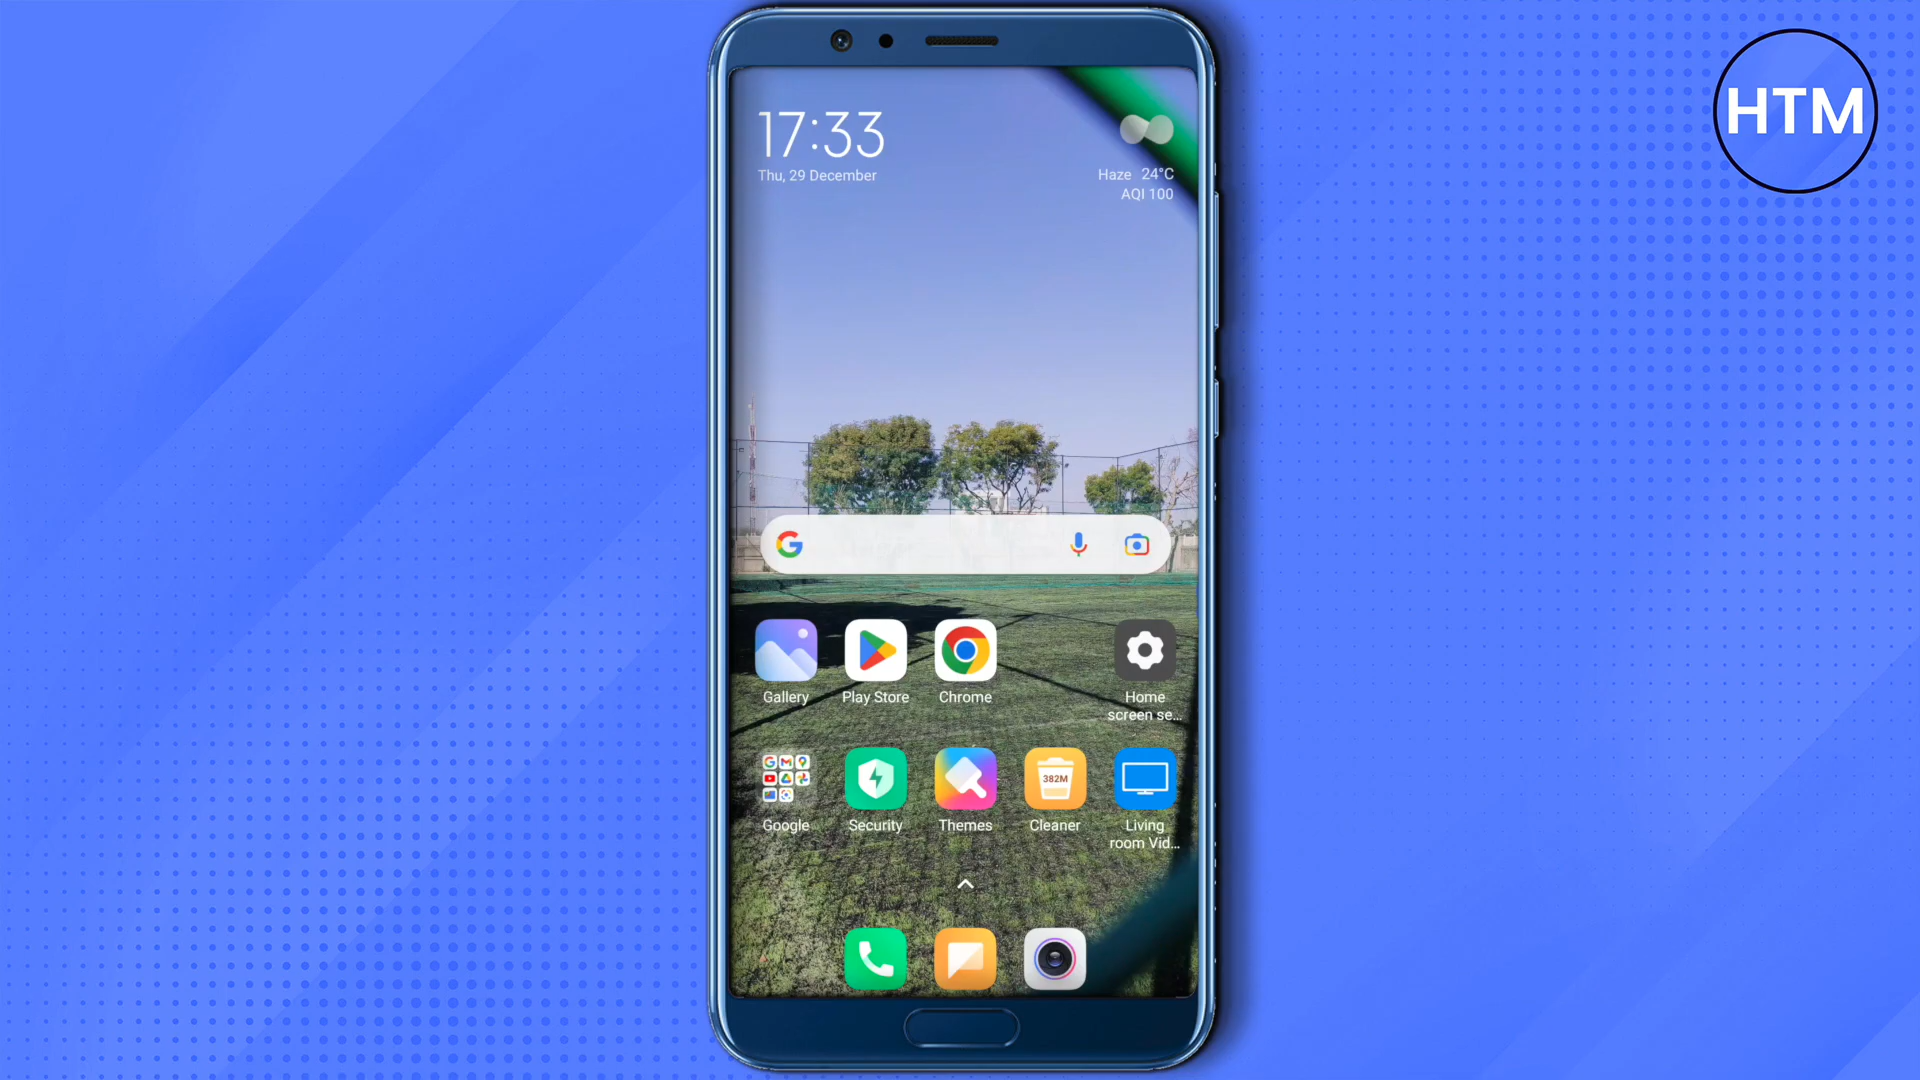 HTM
17:33
Thu, 29 December
Haze 24°C
AQI 100
Gallery
Play Store
Chrome
Home
screen se...
382M
Google
Security
Themes
Cleaner
Living
room Vid...